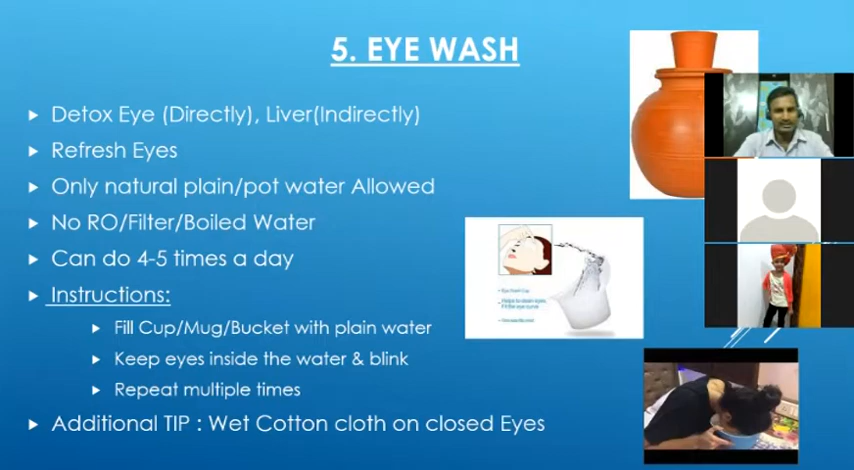 5. EYE WASH
Detox Eye (Directly), Liver(Indirectly)
Refresh Eyes
Only natural plain/pot water Allowed
No RO/Filter/Boiled Water
Can do 4-5 times a day
Instructions:
Fill Cup/Mug/Bucket with plain water
Keep eyes inside the water & blink
Repeat multiple times
Additional TIP : Wet Cotton cloth on closed Eyes